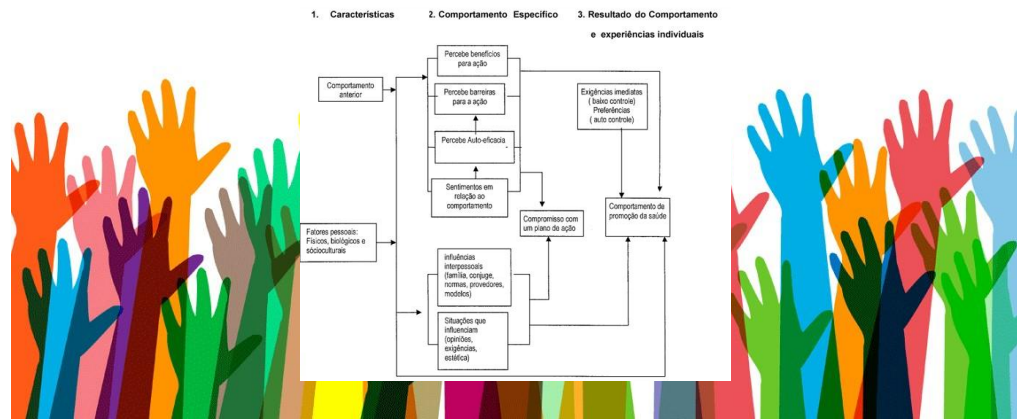 1. Características
2. Comportamento Específico
3. Resultado do Comportamento
e experiências individuais
Comportamento
anterior
Fatores pessoais:
Físicos, biológicos e
sócioculturais
Percebe benefícios
para ação
Percebe barreiras
para a ação
Percebe Auto-eficacia
Sentimentos em
relação ao
comportamento
Compromisso com
um plano de ação
influências
interpessoais
(família, conjuge,
normas, provedores,
modelos)
Situações que
influenciam
(opiniões,
exigências,
estética)
Exigências imediatas
( baixo controle)
Preferências
( auto controle)
Comportamento de
promoção da saúde